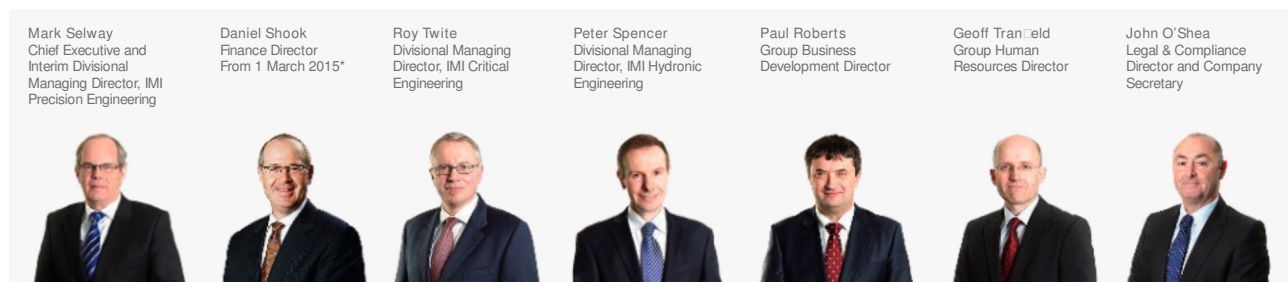 Mark Selway
Chief Executive and
Interim Divisional
Managing Director, IMI
Precision Engineering
Daniel Shook
Finance Director
From 1 March 2015*
Roy Twite
Divisional Managing
Director, IMI Critical
Engineering
Peter Spencer
Divisional Managing
Director, IMI Hydronic
Engineering
Paul Roberts
Group Business
Development Director
Geoff Tran□eld
Group Human
Resources Director
John O'Shea
Legal & Compliance
Director and Company
Secretary